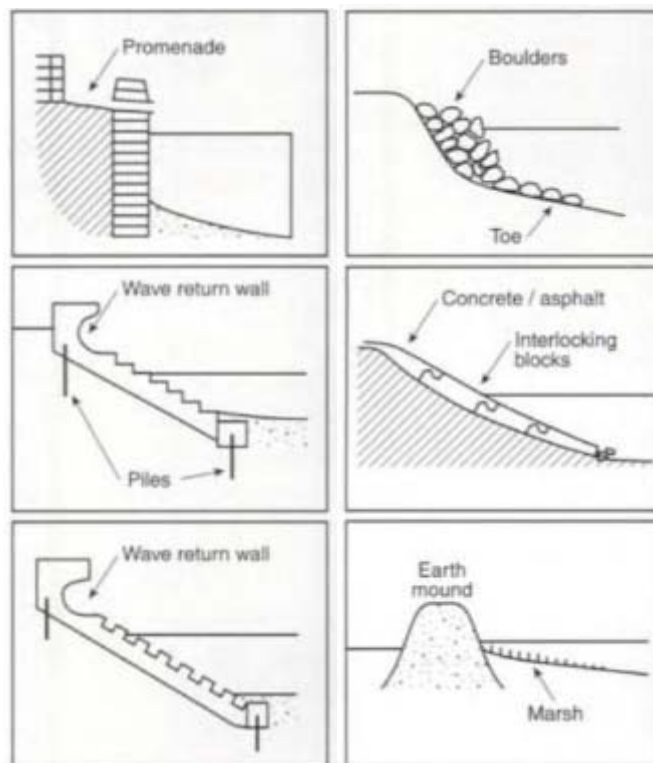 Promenade
Boulders
Toe
Wave return wall
Piles
Concrete / asphalt
Interlocking
blocks
Wave return wall
Earth
mound
Marsh